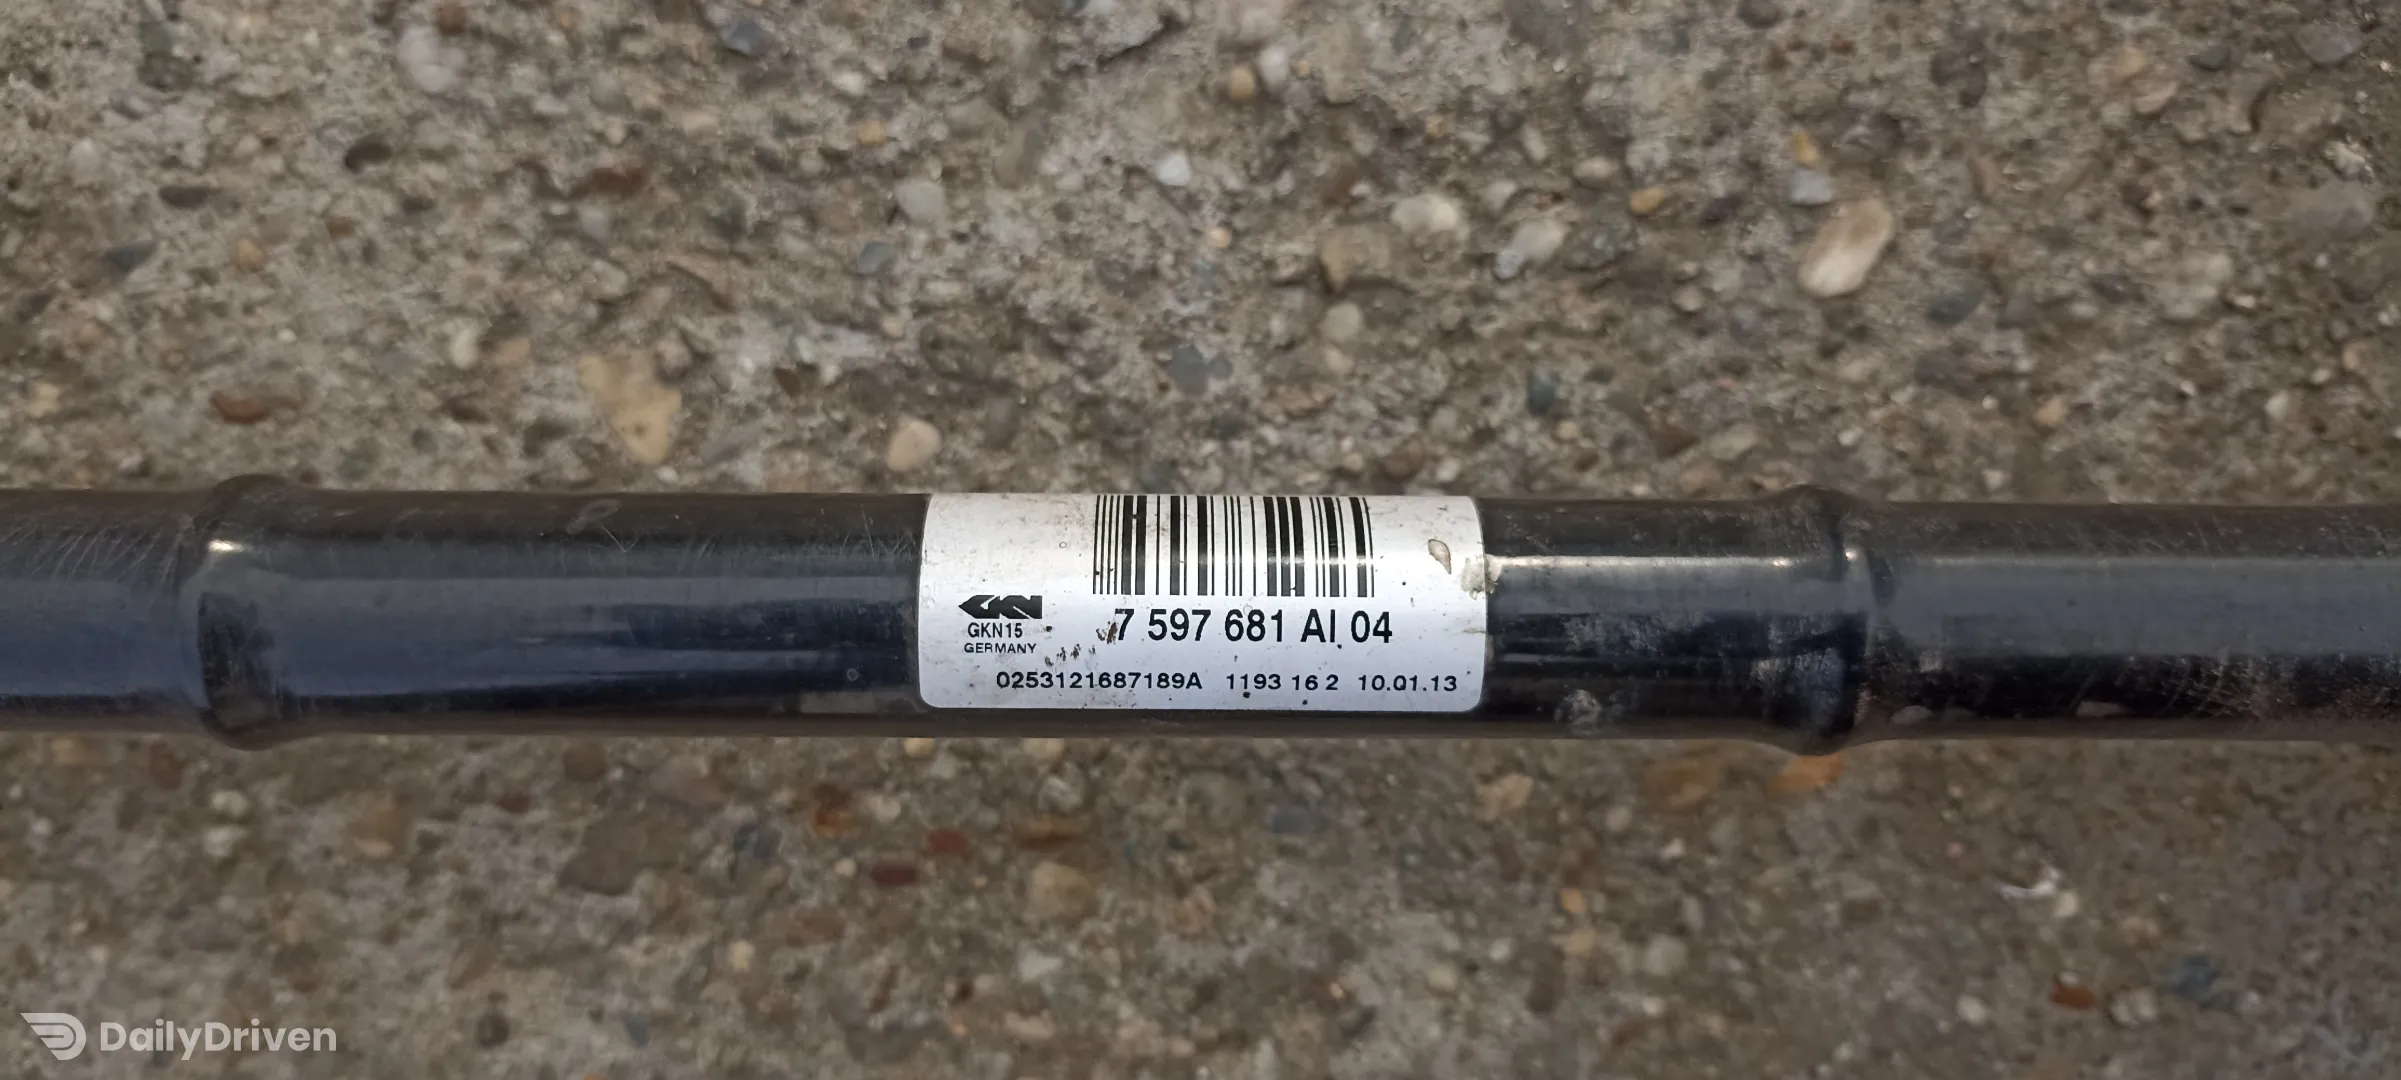 GKN
7 597 681 AI 04
GKN15
GERMANY
0253121687189A 1193 16 2 10.01.13
DailyDriven